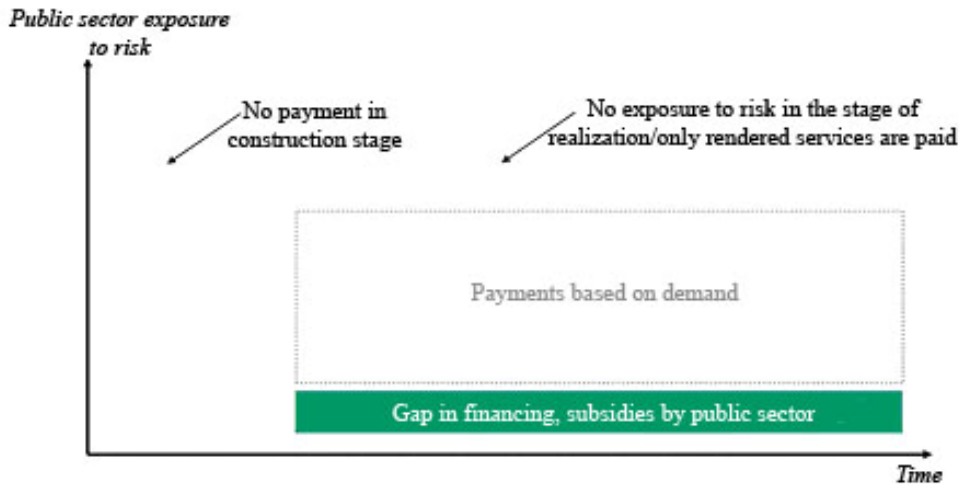 Public sector exposure
to risk
No payment in
construction stage
No exposure to risk in the stage of
realization/only rendered services are paid
Payments based on demand
Gap in financing, subsidies by public sector
Time